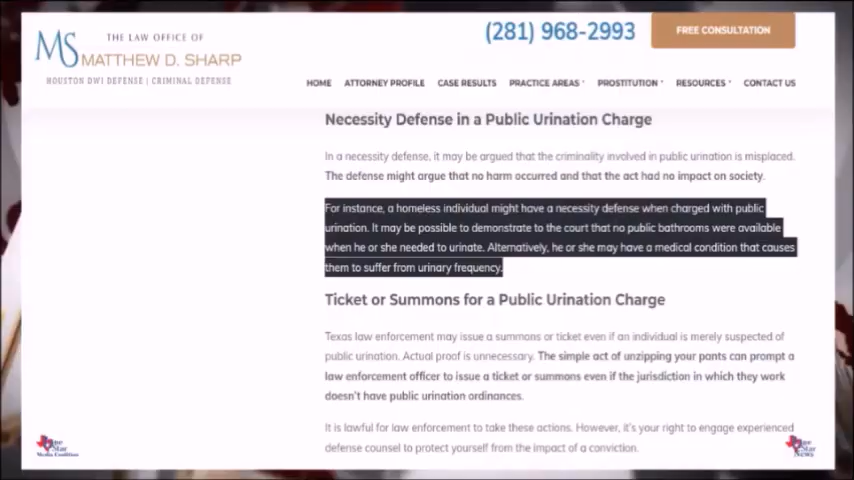 THE LAW OFFICE OF
MS MATTHEW D. SHARP
HOUSTON DWI DEFENSE | CRIMINAL DEFENSE
(281) 968-2993
FREE CONSULTATION
HOME ATTORNEY PROFILE CASE RESULTS PRACTICE AREAS PROSTITUTION RESOURCES CONTACT US
Necessity Defense in a Public Urination Charge
In a necessity defense, it may be argued that the criminality involved in public urination is misplaced.
The defense might argue that no harm occurred and that the act had no impact on society.
For instance, a homeless individual might have a necessity defense when charged with public
urination. It may be possible to demonstrate to the court that no public bathrooms were available
when he or she needed to urinate. Alternatively, he or she may have a medical condition that causes
them to suffer from urinary frequency.
Ticket or Summons for a Public Urination Charge
Texas law enforcement may issue a summons or ticket even if an individual is merely suspected of
public urination. Actual proof is unnecessary. The simple act of unzipping your pants can prompt a
law enforcement officer to issue a ticket or summons even if the jurisdiction in which they work
doesn't have public urination ordinances.
It is lawful for law enforcement to take these actions. However, it's your right to engage experienced
defense counsel to protect yourself from the impact of a conviction.
Star
Media Coalition
Star
News